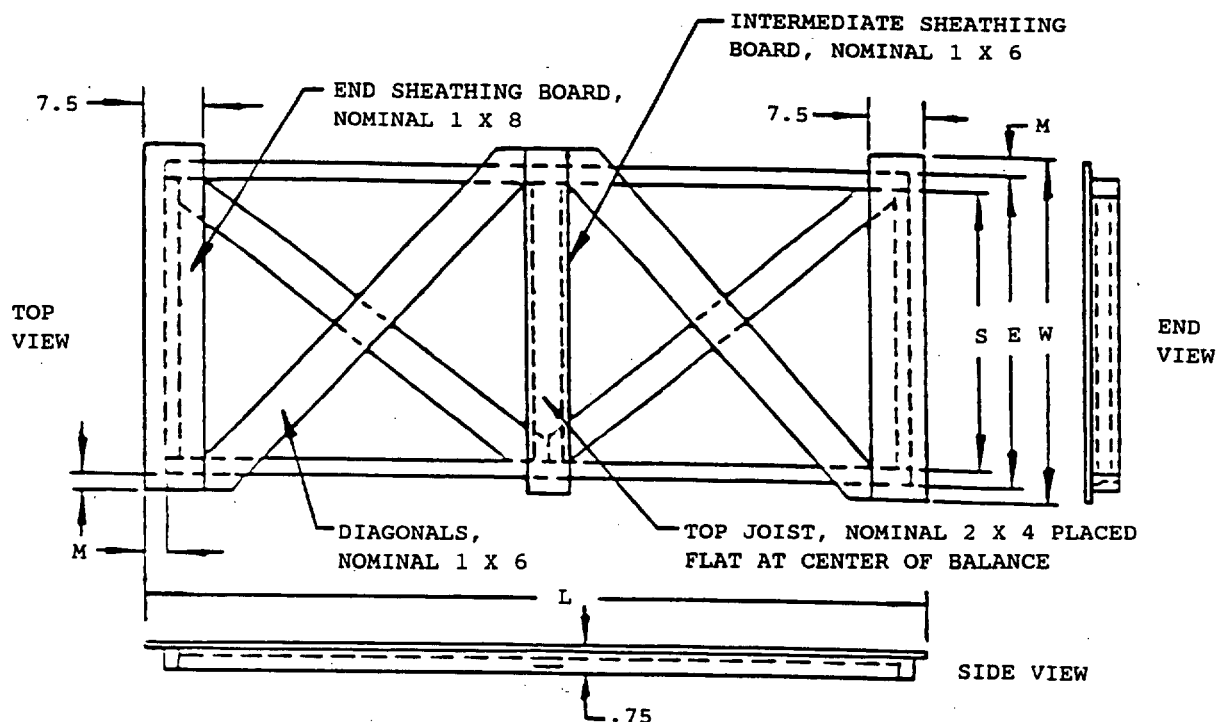 INTERMEDIATE SHEATHIING
BOARD, NOMINAL 1 X 6
7.5
END SHEATHING BOARD,
NOMINAL 1 X 8
7.5
M
TOP
VIEW
S E W
END
VIEW
M
DIAGONALS,
NOMINAL 1 X 6
TOP JOIST, NOMINAL 2 X 4 PLACED
FLAT AT CENTER OF BALANCE
L
SIDE VIEW
.75